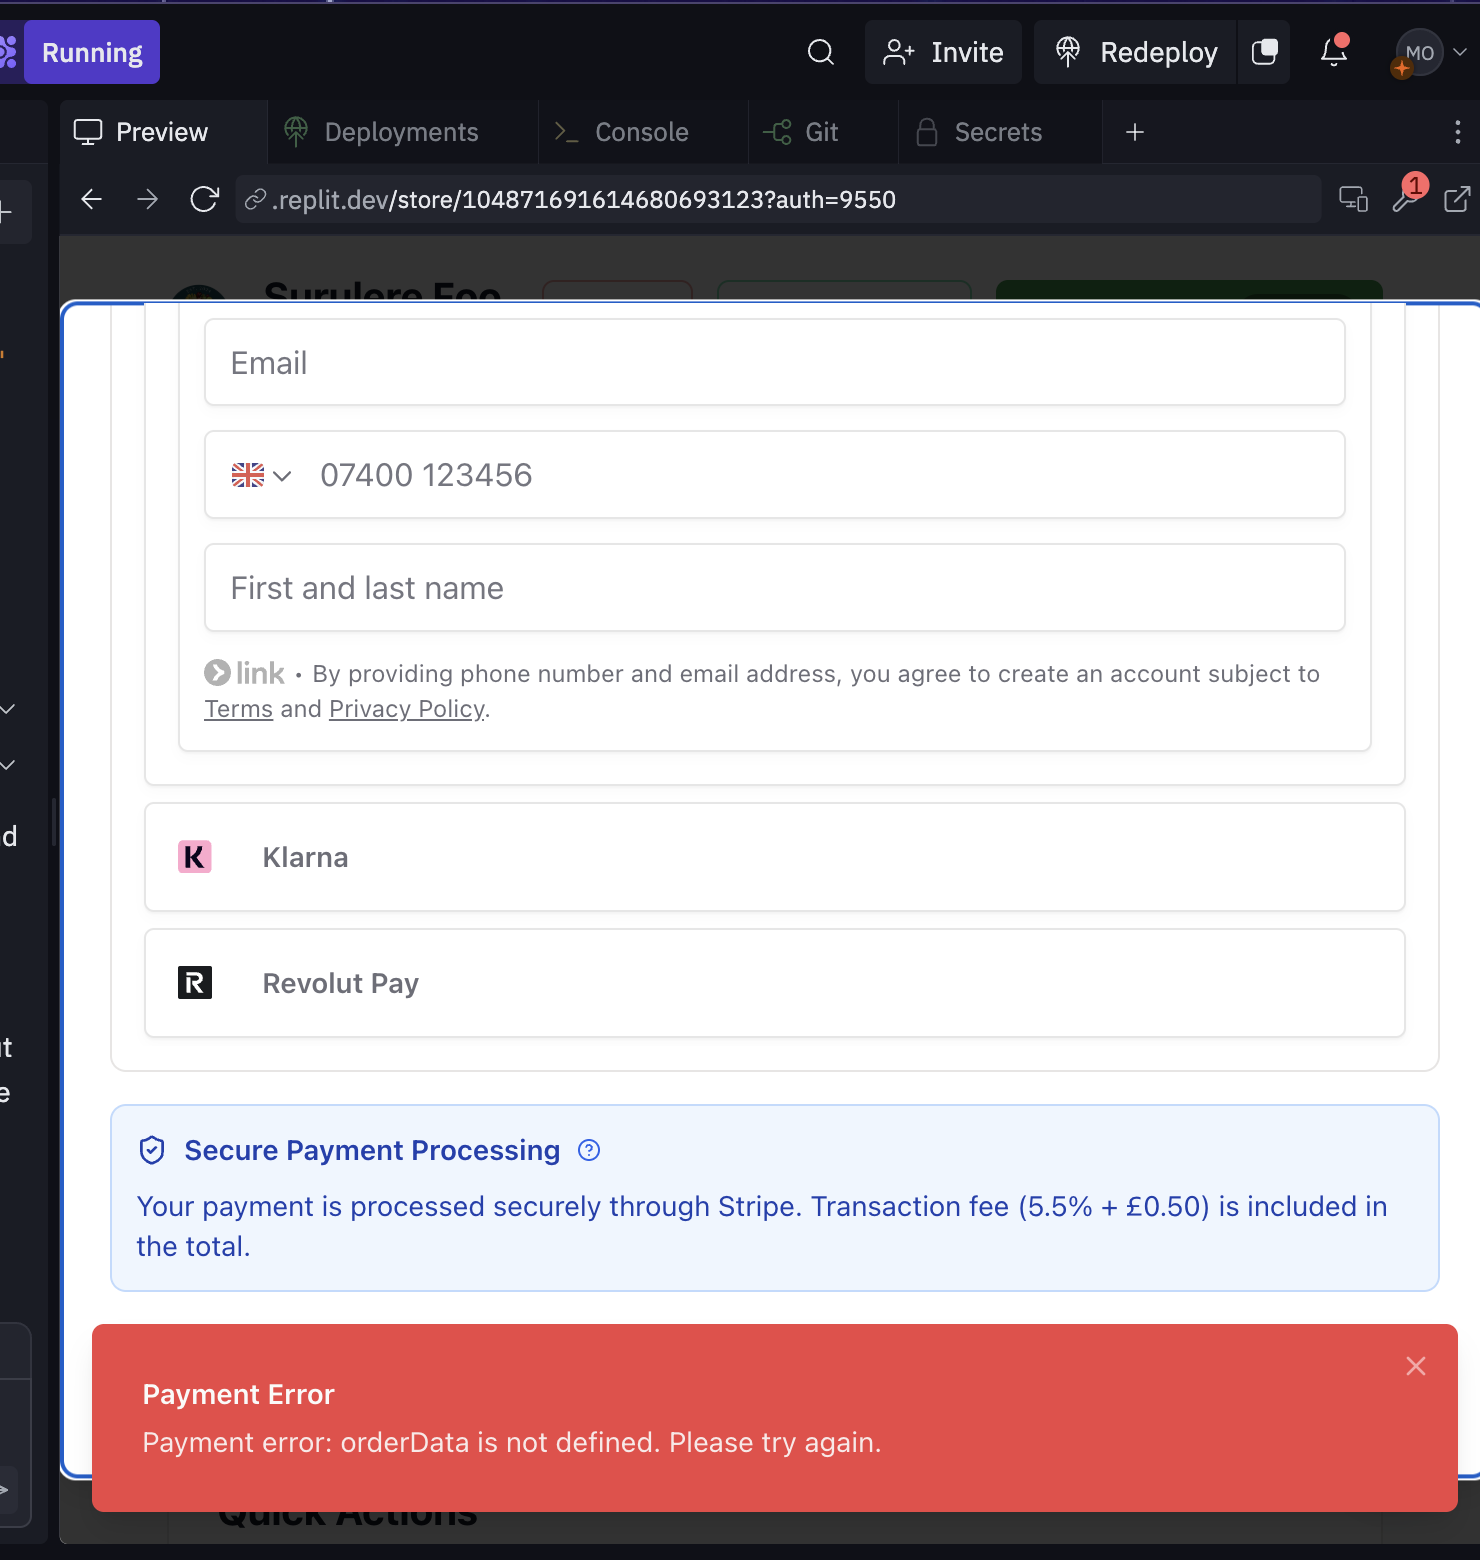 Running
Invite
Redeploy
MO
Preview
Deployments
Console
Git
Secrets
.replit.dev/store/104871691614680693123?auth=9550
1
Surulere Foo
Email
07400 123456
First and last name
link • By providing phone number and email address, you agree to create an account subject to
Terms and Privacy Policy.
K Klarna
R Revolut Pay
Secure Payment Processing
Your payment is processed securely through Stripe. Transaction fee (5.5% + £0.50) is included in
the total.
Payment Error
Payment error: orderData is not defined. Please try again.
Quick Actions